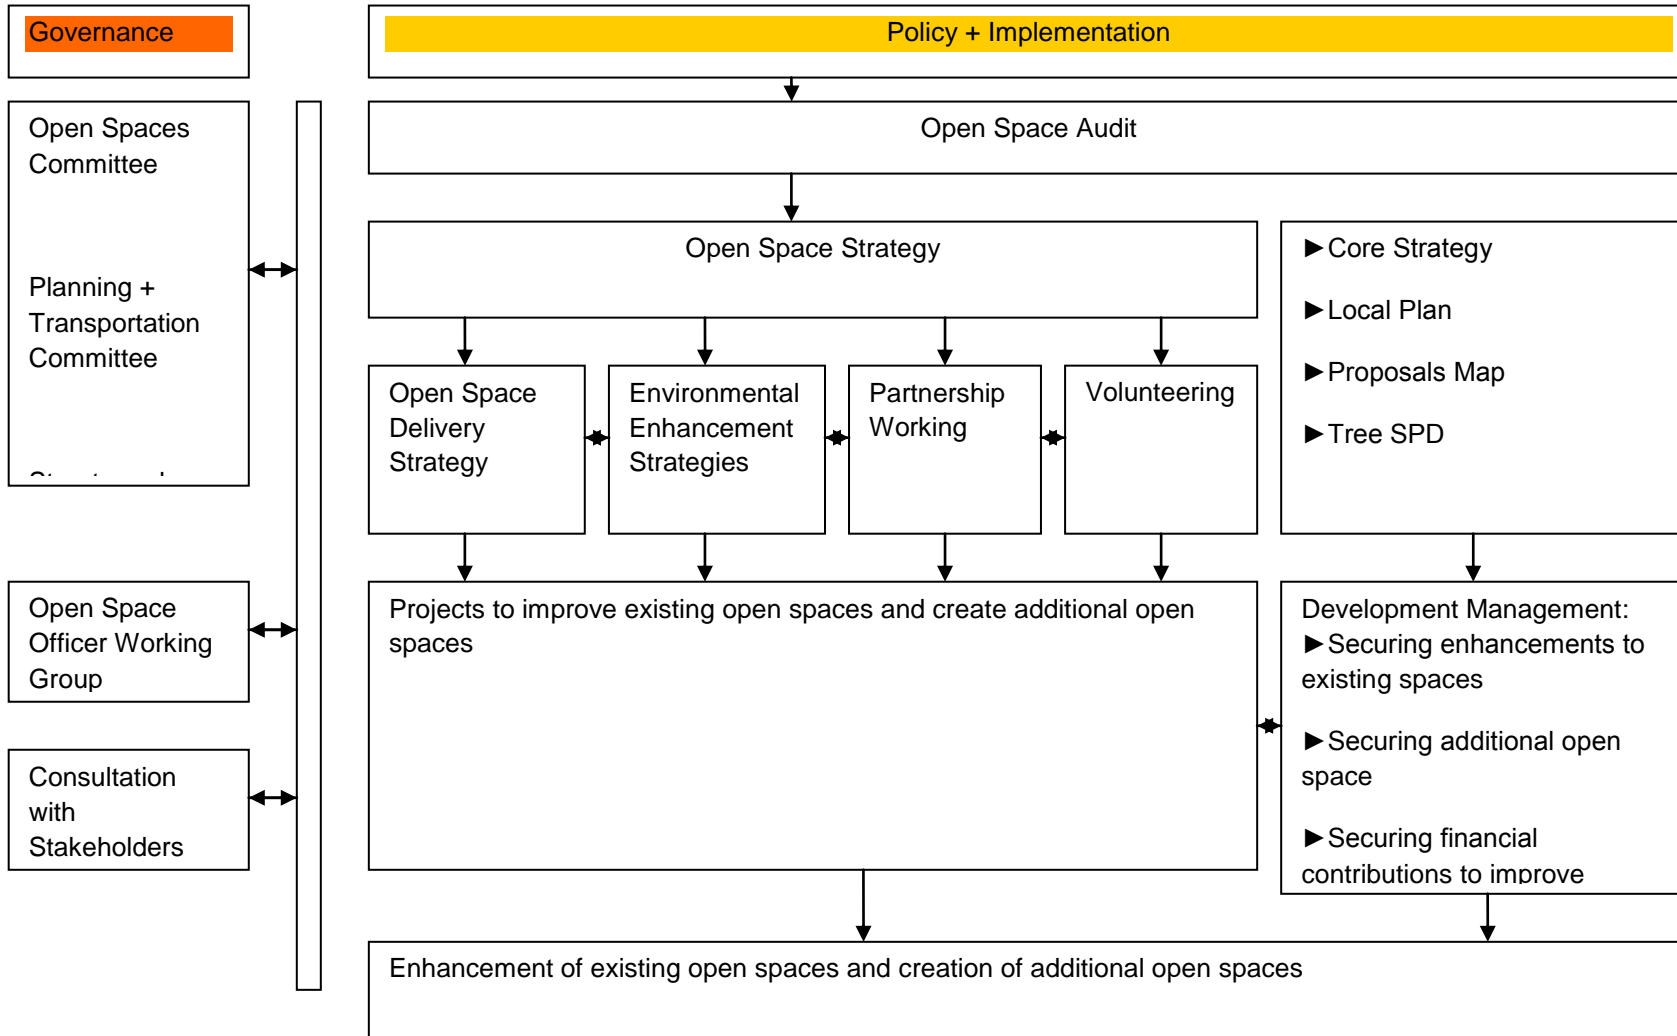 Governance
Policy + Implementation
Open Spaces
Committee
Planning +
Transportation
Committee
Open Space Audit
Open Space Strategy
►Core Strategy
►Local Plan
►Proposals Map
►Tree SPD
Open Space
Delivery
Strategy
Environmental
Enhancement
Strategies
Partnership
Working
Volunteering
Open Space
Officer Working
Group
Consultation
with
Stakeholders
Projects to improve existing open spaces and create additional open
spaces
Development Management:
►Securing enhancements to
existing spaces
►Securing additional open
space
►Securing financial
contributions to improve
Enhancement of existing open spaces and creation of additional open spaces